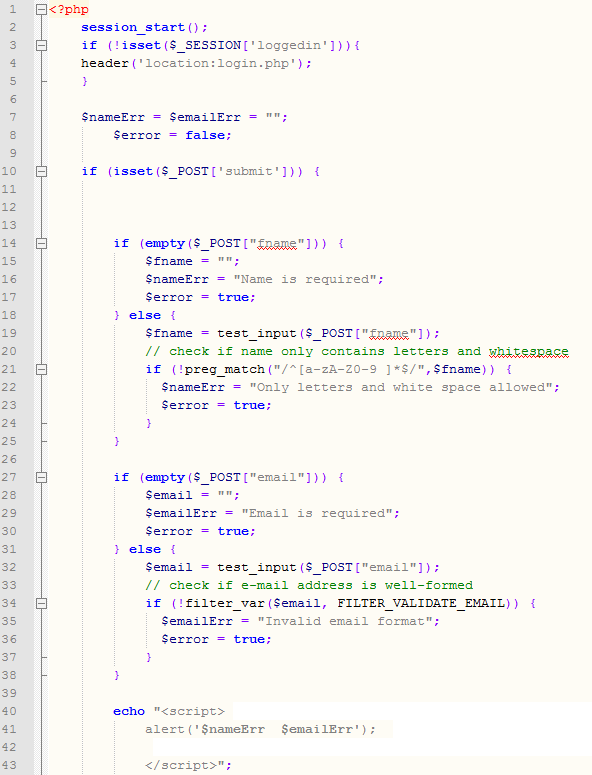 1 <?php
2 session_start();
3 if (!isset($_SESSION['loggedin'])){
4 header('location:login.php');
5 }
6
7 $nameErr = $emailErr = "";
8 $error = false;
9
10 if (isset($_POST['submit'])) {
11
12
13
14 if (empty($_POST["fname"])) {
15 $fname = "";
16 $nameErr = "Name is required";
17 $error = true;
18 } else {
19 $fname = test_input($_POST["fname"]);
20 // check if name only contains letters and whitespace
21 if (!preg_match("/^[a-zA-Z0-9 ]*$/",$fname)) {
22 $nameErr = "Only letters and white space allowed";
23 $error = true;
24 }
25 }
26
27 if (empty($_POST["email"])) {
28 $email = "";
29 $emailErr = "Email is required";
30 $error = true;
31 } else {
32 $email = test_input($_POST["email"]);
33 // check if e-mail address is well-formed
34 if (!filter_var($email, FILTER_VALIDATE_EMAIL)) {
35 $emailErr = "Invalid email format";
36 $error = true;
37 }
38 }
39
40 echo "<script>
41 alert('$nameErr  $emailErr');
42
43 </script>";